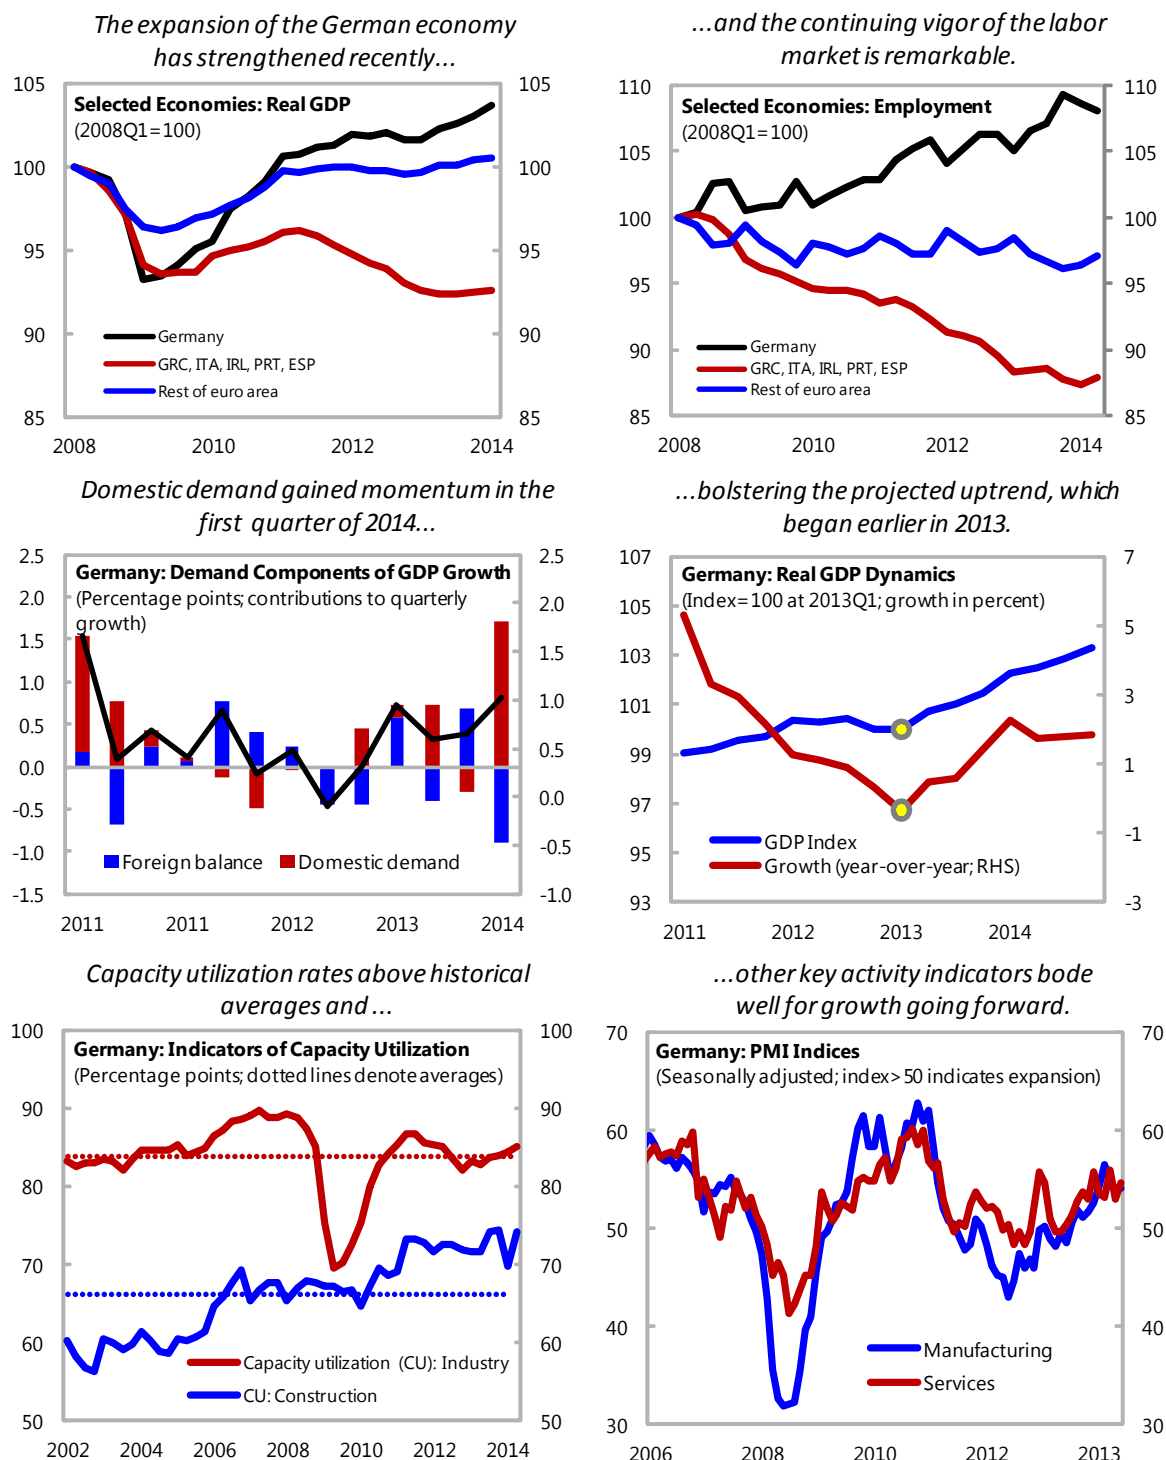 The expansion of the German economy
has strengthened recently...
105
105
Selected Economies: Real GDP
(2008Q1=100)
100
100
95
95
90
90
Germany
GRC, ITA, IRL, PRT, ESP
Rest of euro area
85
85
2008
2010
2012
2014
...and the continuing vigor of the labor
market is remarkable.
110
110
Selected Economies: Employment
(2008Q1=100)
105
105
100
100
95
95
90
90
Germany
GRC, ITA, IRL, PRT, ESP
Rest of euro area
85
85
2008
2010
2012
2014
Domestic demand gained momentum in the
first quarter of 2014...
2.5
2.5
Germany: Demand Components of GDP Growth
(Percentage points; contributions to quarterly
growth)
2.0
2.0
1.5
1.5
1.0
1.0
0.5
0.5
0.0
0.0
-0.5
-0.5
-1.0
-1.5
-1.0
Foreign balance
Domestic demand
2011
2011
2012
2013
2014
...bolstering the projected uptrend, which
began earlier in 2013.
107
7
Germany: Real GDP Dynamics
(Index=100 at 2013Q1; growth in percent)
105
5
103
3
101
99
1
97
-1
95
93
-3
GDP Index
Growth (year-over-year; RHS)
2011
2012
2013
2014
Capacity utilization rates above historical
averages and ...
100
100
Germany: Indicators of Capacity Utilization
(Percentage points; dotted lines denote averages)
90
90
80
80
70
70
60
60
Capacity utilization (CU): Industry
CU: Construction
50
50
2002
2004
2006
2008
2010
2012
2014
...other key activity indicators bode
well for growth going forward.
70
70
Germany: PMI Indices
(Seasonally adjusted; index>50 indicates expansion)
60
60
50
50
40
40
Manufacturing
Services
30
30
2006
2008
2010
2012
2013